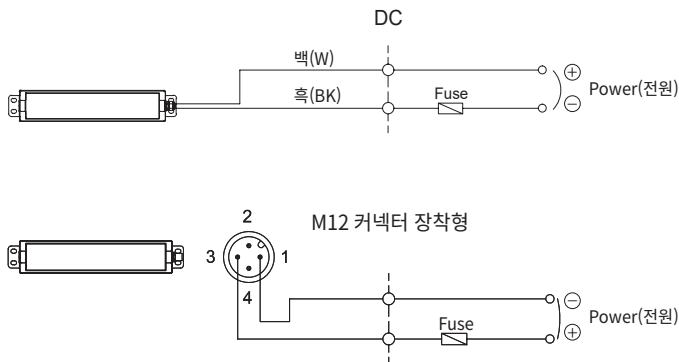 DC
백(W)
흑(BK)
Fuse
⊕
⊖
Power(전원)
M12 커넥터 장착형
2
3
1
4
Fuse
⊖
⊕
Power(전원)